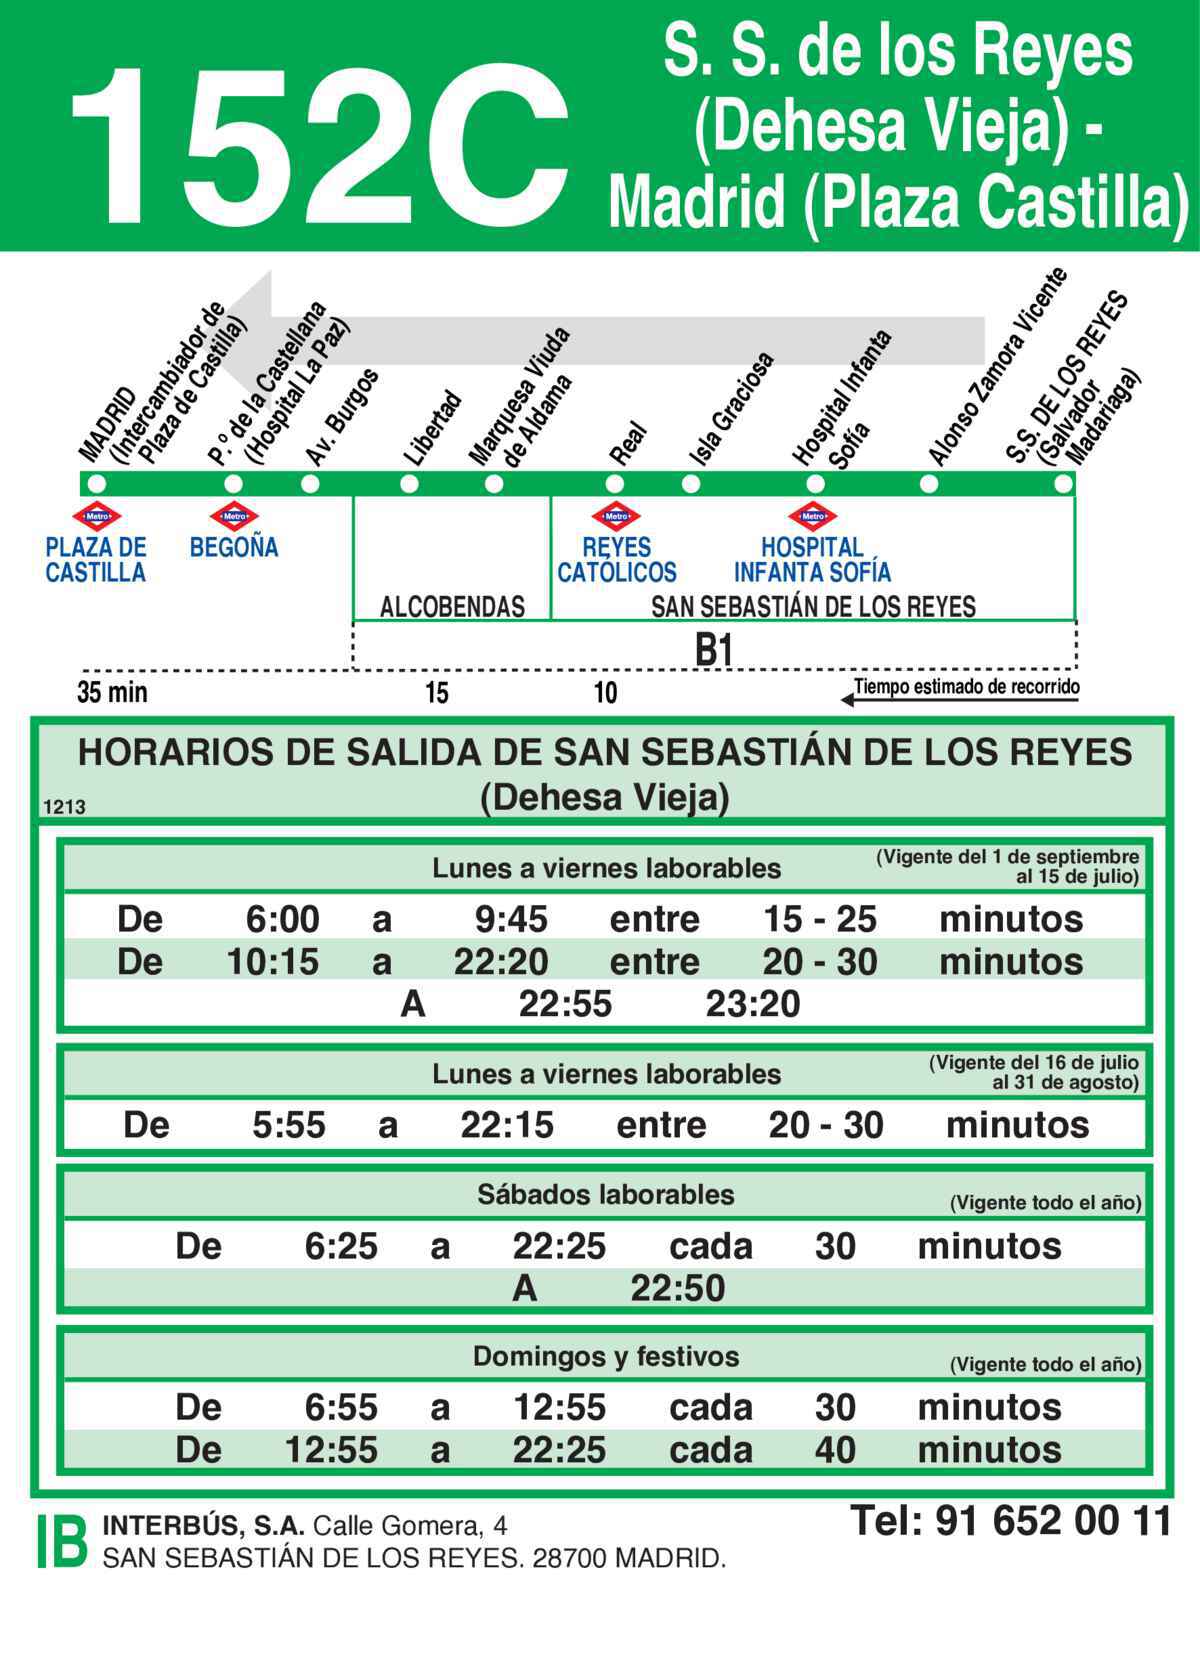 152C
S. S. de los Reyes
(Dehesa Vieja) -
Madrid (Plaza Castilla)
MADRID
(Intercambiador de
Plaza de Castilla)
P.º de la Castellana
(Hospital La Paz)
Av. Burgos
Libertad
Marquesa Viuda
de Aldama
Real
Isla Graciosa
Hospital Infanta
Sofía
Alonso Zamora Vicente
S.S. DE LOS REYES
(Salvador
Madariaga)
Metro
Metro
Metro
Metro
PLAZA DE
CASTILLA
BEGOÑA
REYES
CATÓLICOS
HOSPITAL
INFANTA SOFÍA
ALCOBENDAS
SAN SEBASTIÁN DE LOS REYES
B1
35 min 15 10 Tiempo estimado de recorrido
HORARIOS DE SALIDA DE SAN SEBASTIÁN DE LOS REYES
(Dehesa Vieja)
1213
Lunes a viernes laborables
(Vigente del 1 de septiembre
al 15 de julio)
De 6:00 a 9:45 entre 15 - 25 minutos
De 10:15 a 22:20 entre 20 - 30 minutos
A 22:55 23:20
Lunes a viernes laborables
(Vigente del 16 de julio
al 31 de agosto)
De 5:55 a 22:15 entre 20 - 30 minutos
Sábados laborables (Vigente todo el año)
De 6:25 a 22:25 cada 30 minutos
A 22:50
Domingos y festivos (Vigente todo el año)
De 6:55 a 12:55 cada 30 minutos
De 12:55 a 22:25 cada 40 minutos
IB
INTERBÚS, S.A. Calle Gomera, 4
SAN SEBASTIÁN DE LOS REYES. 28700 MADRID.
Tel: 91 652 00 11